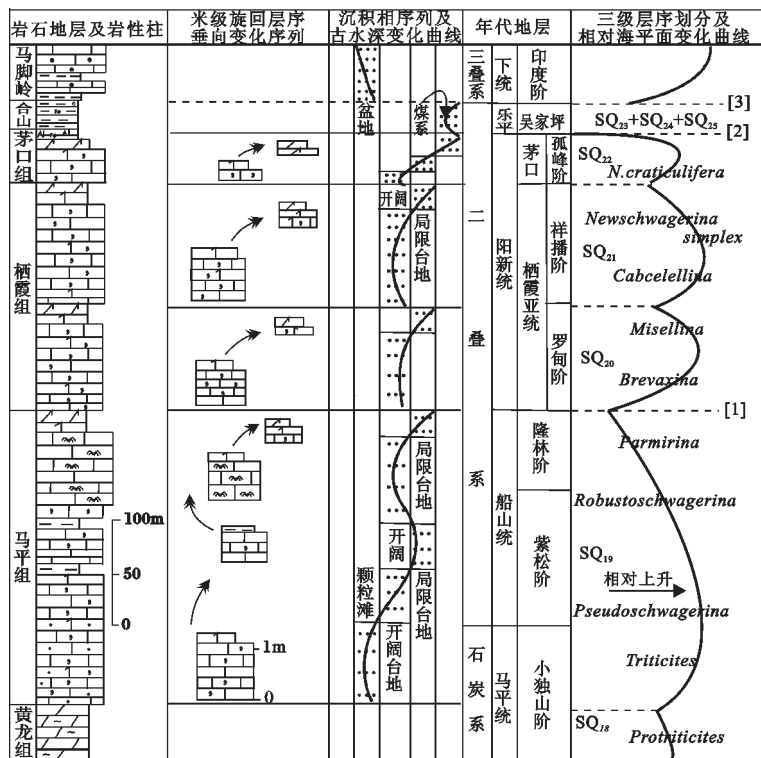 岩石地层及岩性柱
米级旋回层序
垂向变化序列
沉积相序列及
古水深变化曲线
年代地层
三级层序划分及
相对海平面变化曲线
马脚岭
合山
茅口组
栖霞组
马平组
黄龙组
100m
50
0
1m
0
盆地
煤系
开阔
局限台地
局限台地
开阔
颗粒滩
局限台地
开阔台地
三叠系
下统
印度阶
二叠系
乐平
吴家坪
阳新统
茅口
孤峰阶
栖霞亚统
祥播阶
罗甸阶
船山统
隆林阶
紫松阶
石炭系
马平统
小独山阶
[3]
SQ23+SQ24+SQ25
[2]
SQ22
N.craticulifera
Newschwagerina
simplex
SQ21
Cabcelellina
Misellina
SQ20
Brevaxina
[1]
Parmirina
Robustoschwagerina
SQ19
相对上升
Pseudoschwagerina
Triticites
SQ18
Protriticites